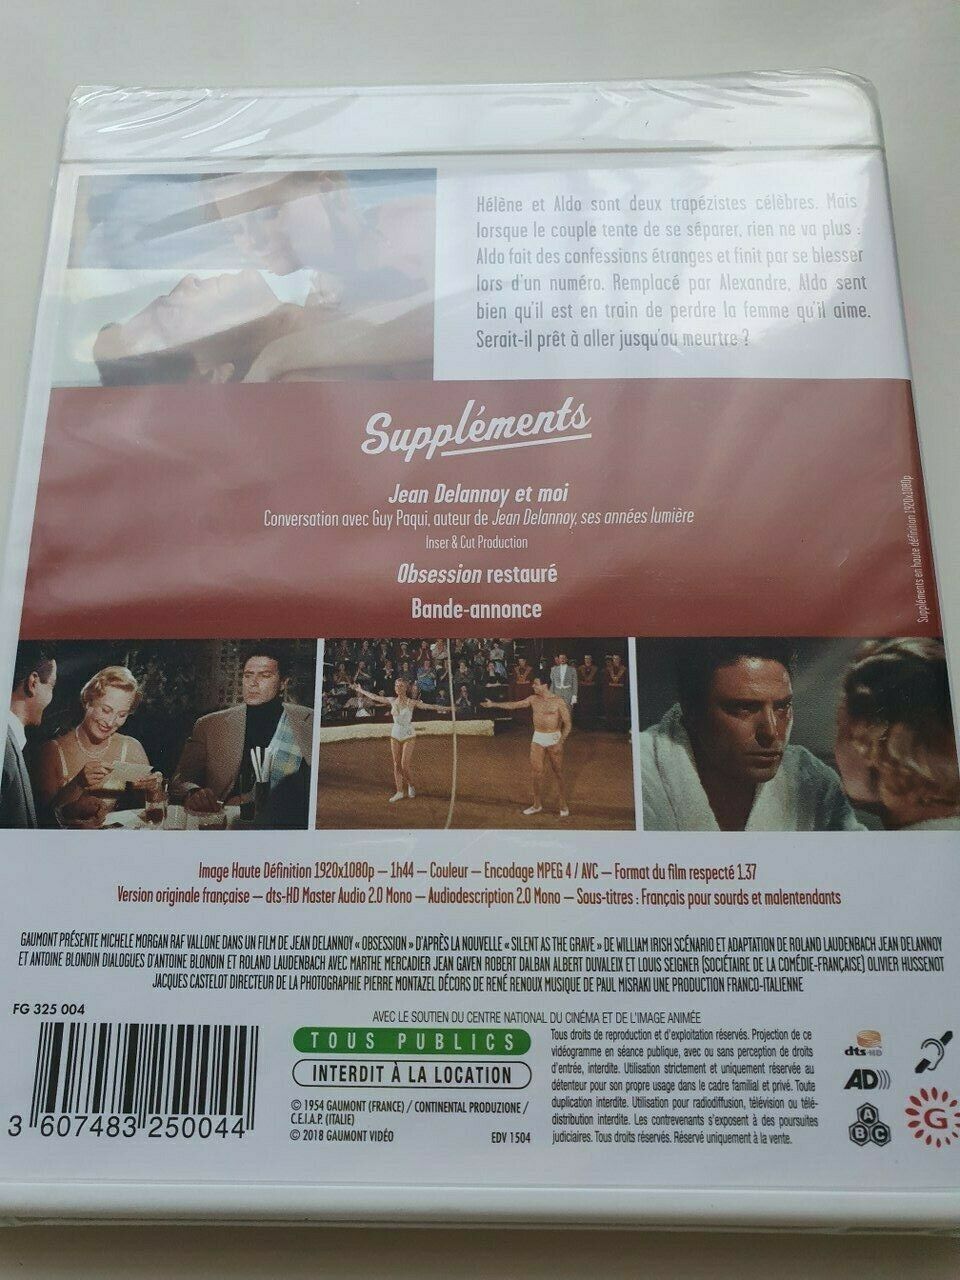 Hélène et Aldo sont deux trapézistes célèbres. Mais
lorsque le couple tente de se séparer, rien ne va plus :
Aldo fait des confessions étranges et finit par se blesser
lors d'un numéro. Remplacé par Alexandre, Aldo sent
bien qu'il est en train de perdre la femme qu'il aime.
Serait-il prêt à aller jusqu'au meurtre ?
Suppléments
Jean Delannoy et moi
Conversation avec Guy Paqui, auteur de Jean Delannoy, ses années lumière
Inser & Cut Production
Obsession restauré
Bande-annonce
Suppléments en haute définition 1920x1080p
Image Haute Définition 1920x1080p – 1h44 – Couleur – Encodage MPEG 4 / AVC – Format du film respecté 1.37
Version originale française – dts-HD Master Audio 2.0 Mono – Audiodescription 2.0 Mono – Sous-titres : Français pour sourds et malentendants
GAUMONT PRÉSENTE MICHELE MORGAN RAF VALLONE DANS UN FILM DE JEAN DELANNOY « OBSESSION » D'APRÈS LA NOUVELLE « SILENT AS THE GRAVE » DE WILLIAM IRISH SCÉNARIO ET ADAPTATION DE ROLAND LAUDENBACH JEAN DELANNOY
ET ANTOINE BLONDIN DIALOGUES D'ANTOINE BLONDIN ET ROLAND LAUDENBACH AVEC MARTHE MERCADIER JEAN GAVEN ROBERT DALBAN ALBERT DUVALEIX ET LOUIS SEIGNER (SOCIÉTAIRE DE LA COMÉDIE-FRANÇAISE) OLIVIER HUSSENOT
JACQUES CASTELOT DIRECTEUR DE LA PHOTOGRAPHIE PIERRE MONTAZEL DÉCORS DE RENÉ RENOUX MUSIQUE DE PAUL MISRAKI UNE PRODUCTION FRANCO-ITALIENNE
AVEC LE SOUTIEN DU CENTRE NATIONAL DU CINÉMA ET DE L'IMAGE ANIMÉE
FG 325 004
3 607483 250044
TOUS PUBLICS
INTERDIT À LA LOCATION
© 1954 GAUMONT (FRANCE) / CONTINENTAL PRODUZIONE /
C.E.I.A.P. (ITALIE)
© 2018 GAUMONT VIDÉO
EDV 1504
Tous droits de reproduction et d'exploitation réservés. Projection de ce
vidéogramme en séance publique, avec ou sans perception de droits
d'entrée, interdite. Utilisation strictement et uniquement réservée au
détenteur pour son propre usage dans le cadre familial et privé. Toute
duplication interdite. Utilisation pour radiodiffusion, télévision ou télé-
distribution interdite. Les contrevenants s'exposent à des poursuites
judiciaires. Tous droits réservés. Réservé uniquement à la vente.
dts-HD
AD
A
B C
G